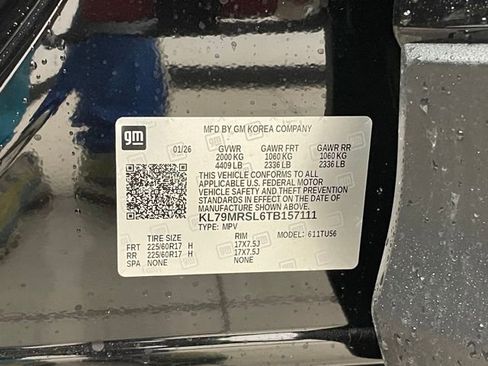 gm
MFD BY GM KOREA COMPANY
01/26 GVWR GAWR FRT GAWR RR
2000 KG 1060 KG 1060 KG
4409 LB 2336 LB 2336 LB
THIS VEHICLE CONFORMS TO ALL
APPLICABLE U.S. FEDERAL MOTOR
VEHICLE SAFETY AND THEFT PREVENTION
STANDARDS IN EFFECT ON THE DATE OF
MANUFACTURE SHOWN ABOVE.
KL79MRSL6TB157111
TYPE: MPV MODEL: 611TU56
TIRE SIZE RIM
FRT 225/60R17 H 17X7.5J
RR 225/60R17 H 17X7.5J
SPA NONE NONE